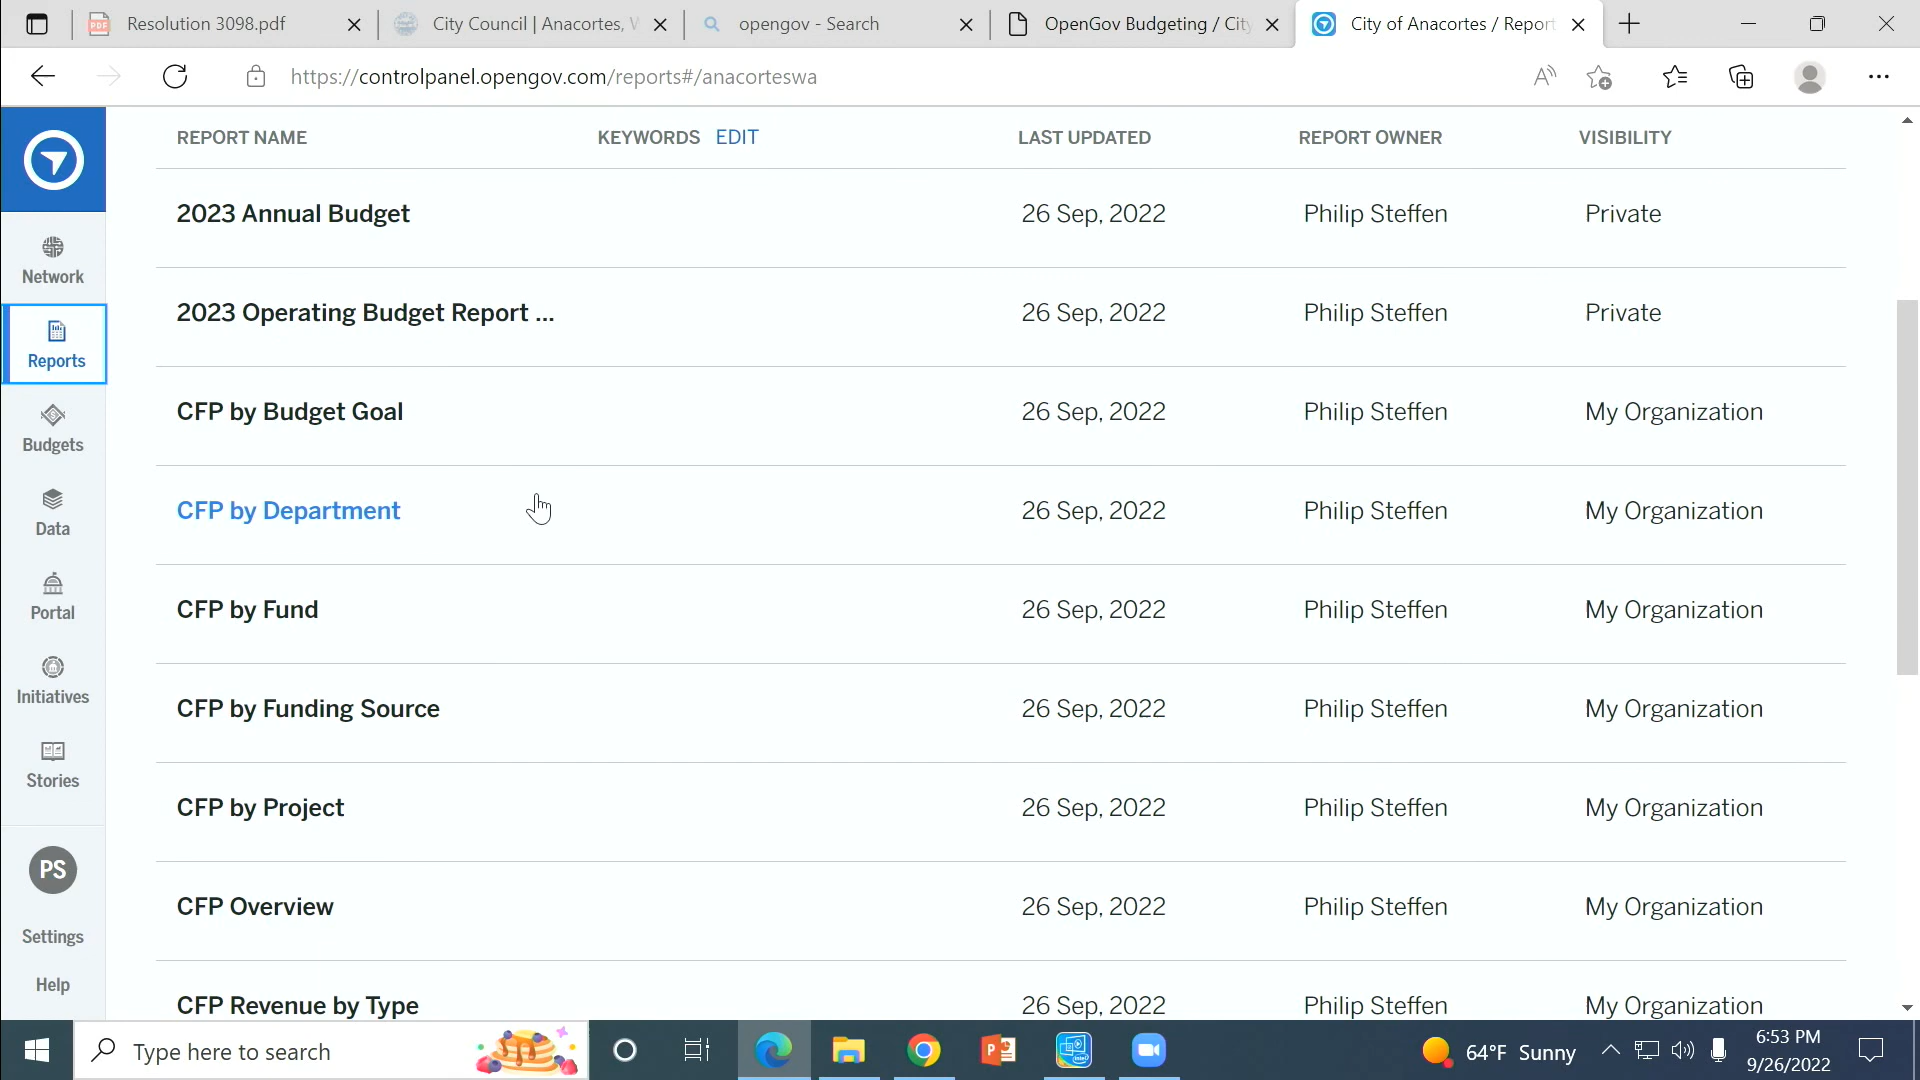 Resolution 3098.pdf
City Council | Anacortes, W
opengov - Search
OpenGov Budgeting / City
City of Anacortes / Report
https://controlpanel.opengov.com/reports#/anacorteswa
REPORT NAME KEYWORDS EDIT LAST UPDATED REPORT OWNER VISIBILITY
2023 Annual Budget 26 Sep, 2022 Philip Steffen Private
2023 Operating Budget Report ... 26 Sep, 2022 Philip Steffen Private
CFP by Budget Goal 26 Sep, 2022 Philip Steffen My Organization
CFP by Department 26 Sep, 2022 Philip Steffen My Organization
CFP by Fund 26 Sep, 2022 Philip Steffen My Organization
CFP by Funding Source 26 Sep, 2022 Philip Steffen My Organization
CFP by Project 26 Sep, 2022 Philip Steffen My Organization
CFP Overview 26 Sep, 2022 Philip Steffen My Organization
CFP Revenue by Type 26 Sep, 2022 Philip Steffen My Organization
Network
Reports
Budgets
Data
Portal
Initiatives
Stories
PS
Settings
Help
Type here to search
64°F Sunny
6:53 PM
9/26/2022